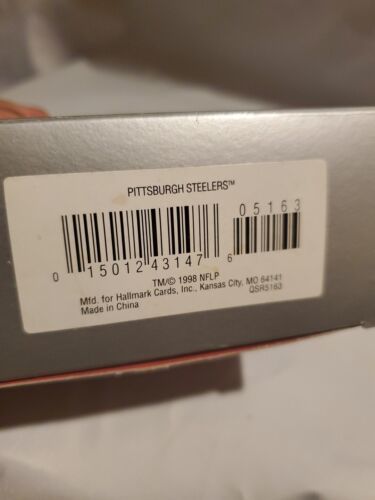 PITTSBURGH STEELERS™
05163
0 15012 43147 6
TM/© 1998 NFLP
Mfd. for Hallmark Cards, Inc., Kansas City, MO 64141
Made in China QSR5163